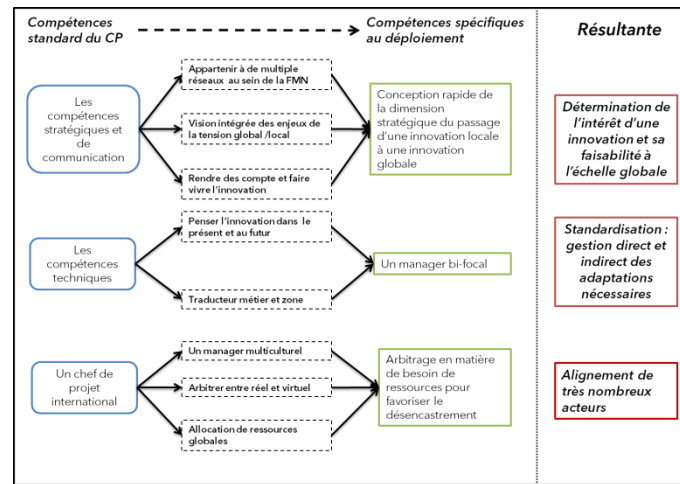 Compétences
standard du CP
Compétences spécifiques
au déploiement
Résultante
Les
compétences
stratégiques et
de
communication
Appartenir à de multiple
réseaux au sein de la FMN
Vision intégrée des enjeux de
la tension global /local
Rendre des compte et faire
vivre l’innovation
Conception rapide de
la dimension
stratégique du passage
d’une innovation locale
à une innovation
globale
Détermination de
l’intérêt d’une
innovation et sa
faisabilité à
l’échelle globale
Les
compétences
techniques
Penser l’innovation dans le
présent et au futur
Traducteur métier et zone
Un manager bi-focal
Standardisation :
gestion direct et
indirect des
adaptations
nécessaires
Un chef de
projet
international
Un manager multiculturel
Arbitrer entre réel et virtuel
Allocation de ressources
globales
Arbitrage en matière
de besoin de
ressources pour
favoriser le
désencastrement
Alignement de
très nombreux
acteurs